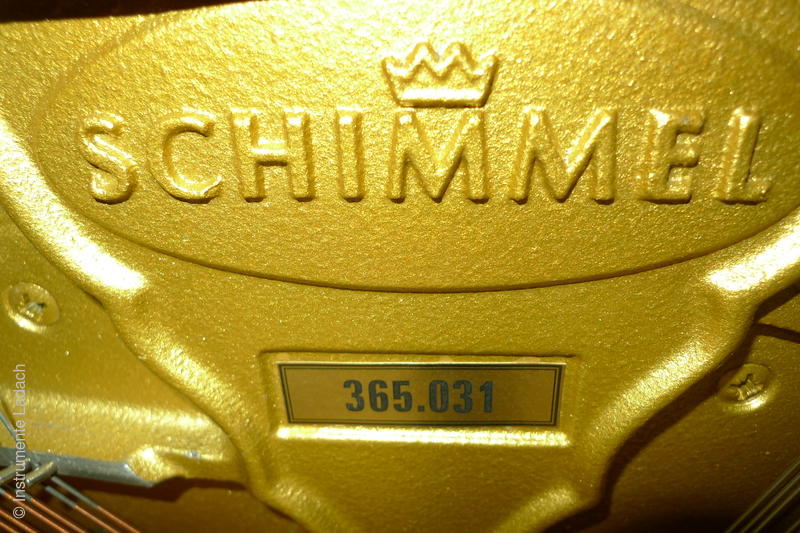 SCHIMMEL
365.031
© Instrumente Ladach